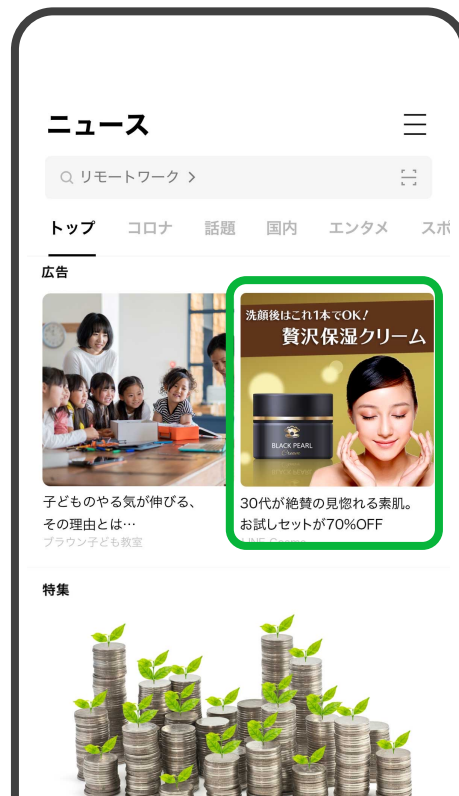 ニュース
リモートワーク >
トップ
コロナ
話題
国内
エンタメ
スポ
広告
洗顔後はこれ1本でOK!
贅沢保湿クリーム
BLACK PEARL
Cream
子どものやる気が伸びる、
その理由とは…
ブラウン子ども教室
30代が絶賛の見惚れる素肌。
お試しセットが70%OFF
LINE Cosme
特集